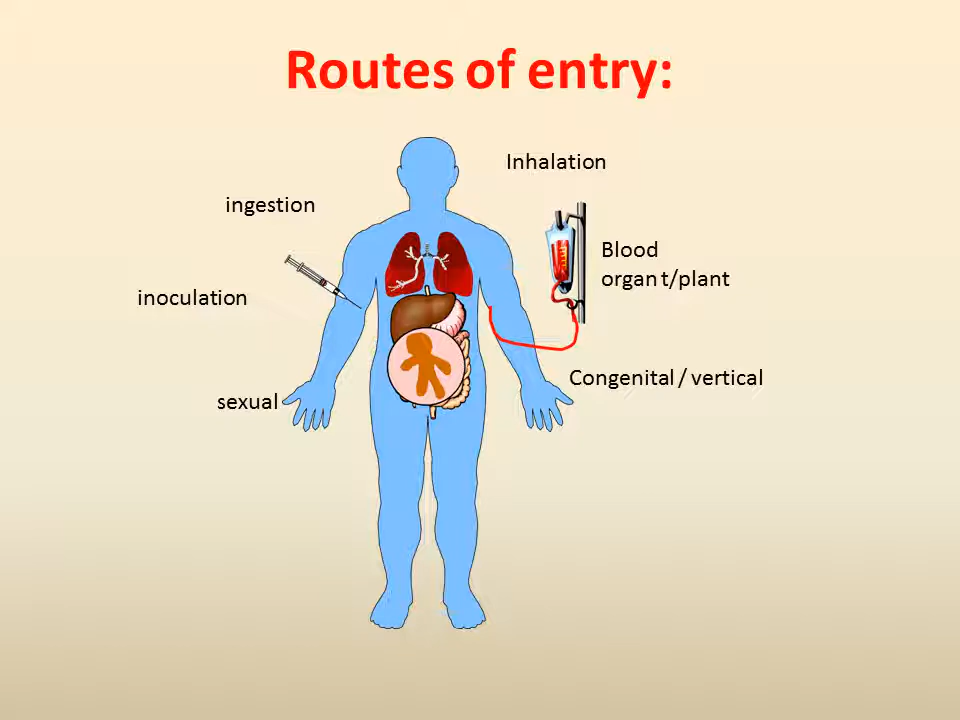 Routes of entry:
Inhalation
ingestion
Blood
organ t/plant
inoculation
Congenital / vertical
sexual